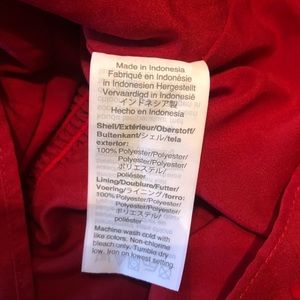 Made in Indonesia
Fabriqué en Indonésie
in Indonesien Hergestellt
Vervaardigd in Indonesië
インドネシア製
Hecho en Indonesia
Shell/Extérieur/Oberstoff/
Buitenkant/シェル/tela
exterior:
100% Polyester/Polyester/
Polyester/Polyester/
ポリエステル/
poliéster
Lining/Doublure/Futter/
Voering/ライニング/forro:
100% Polyester/Polyester/
Polyester/Polyester/
ポリエステル/
poliéster
Machine wash cold with
like colors. Non-chlorine
bleach only. Tumble dry
low. Iron on lowest setting.